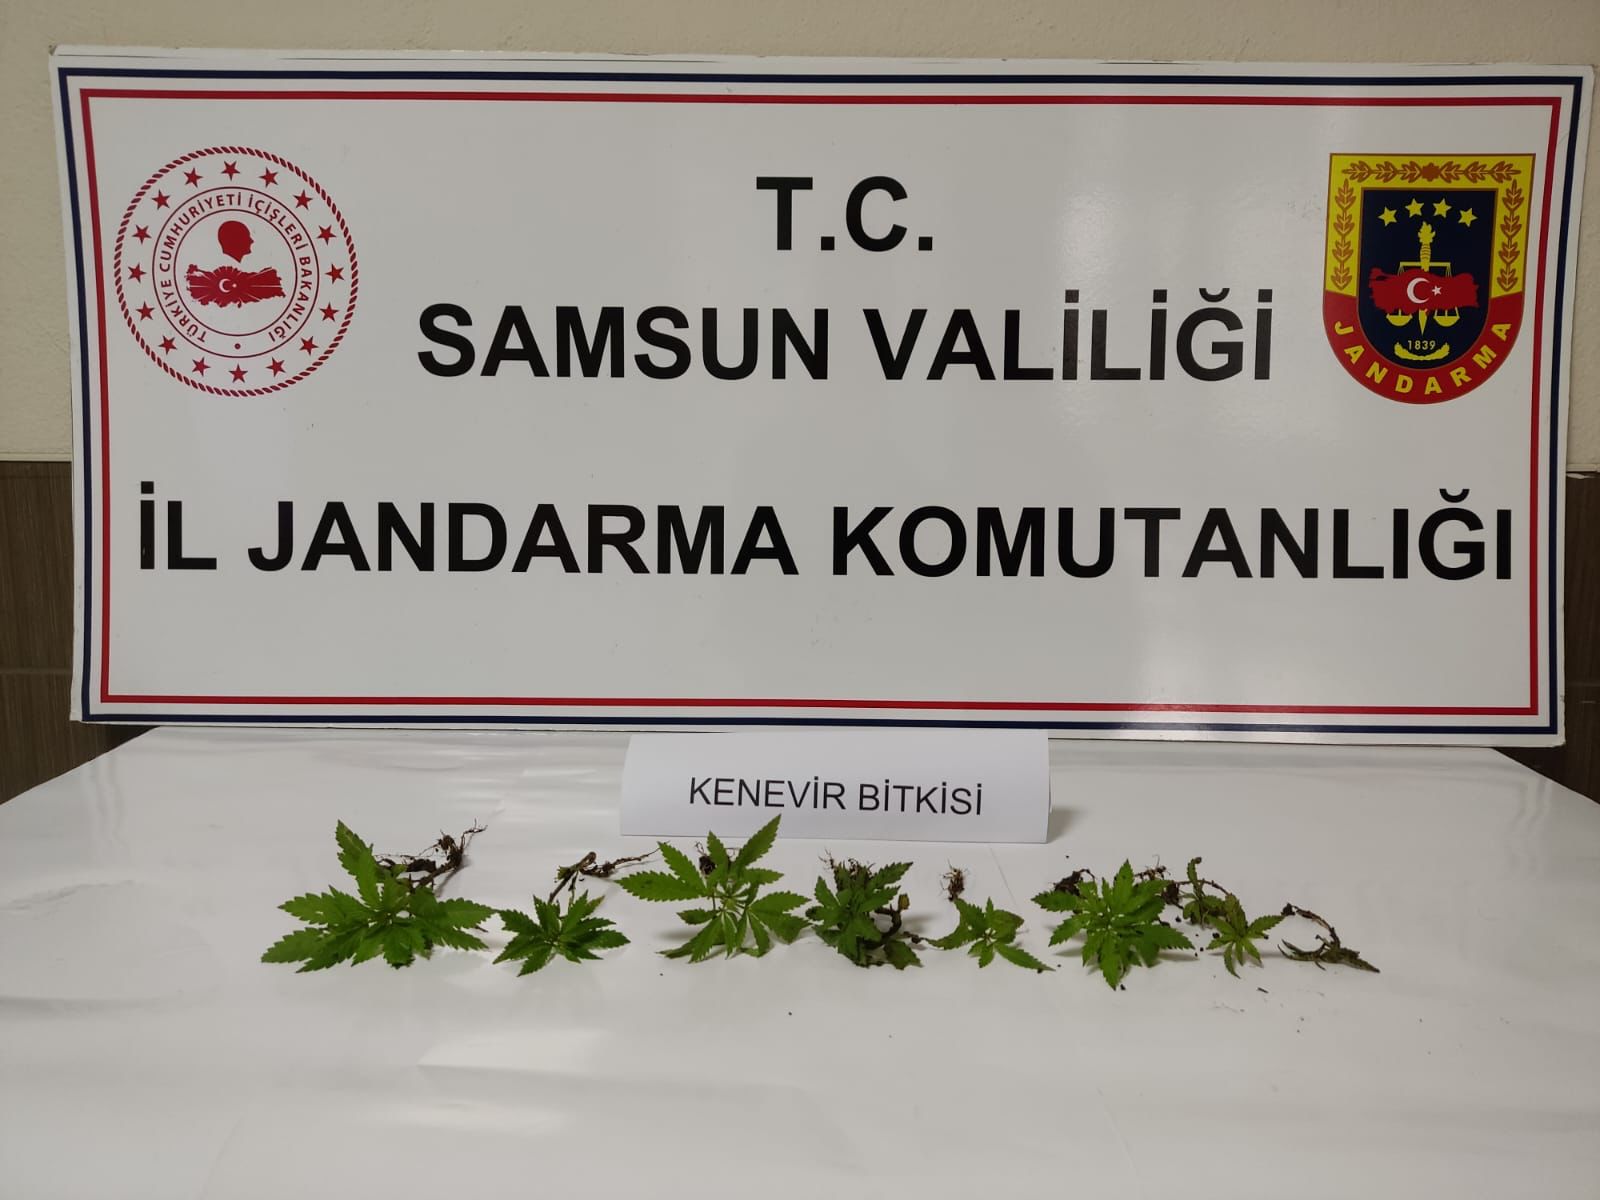 T.C.
SAMSUN VALİLİĞİ
İL JANDARMA KOMUTANLIĞI
TÜRKİYE CUMHURİYETİ İÇİŞLERİ BAKANLIĞI
1839
JANDARMA
KENEVİR BİTKİSİ